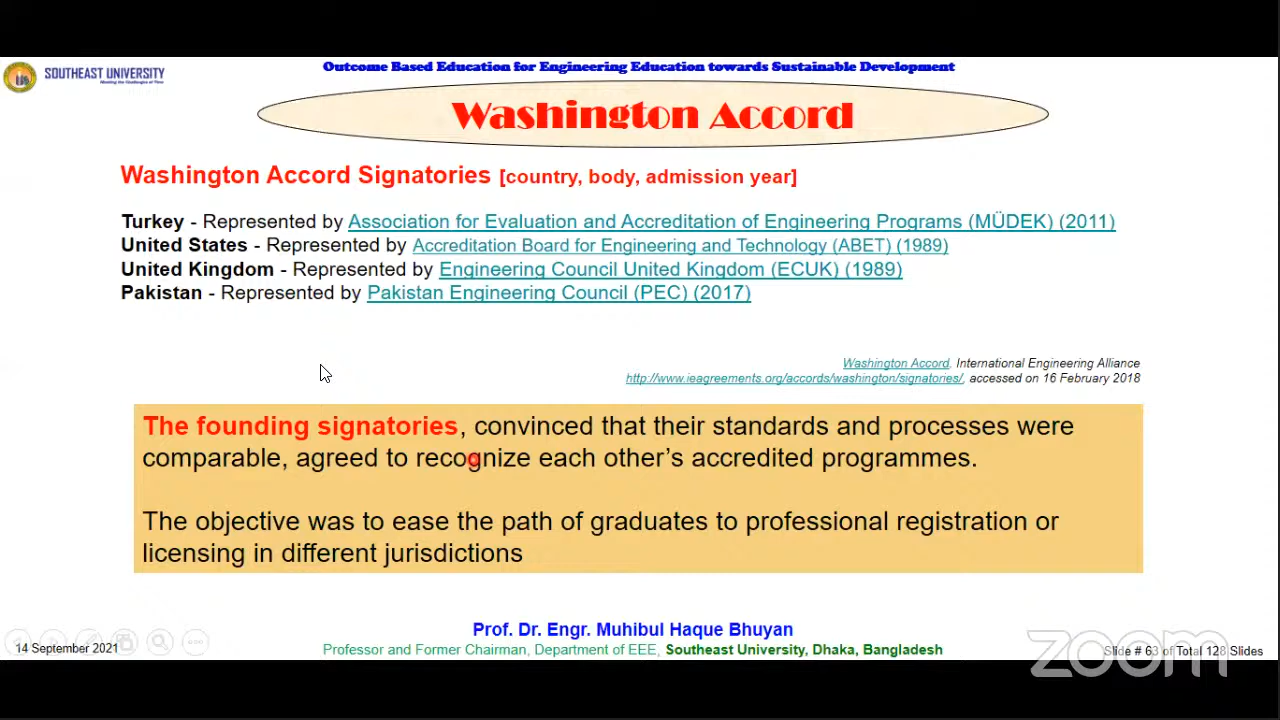 SOUTHEAST UNIVERSITY
Outcome Based Education for Engineering Education towards Sustainable Development
Washington Accord
Washington Accord Signatories [country, body, admission year]
Turkey - Represented by Association for Evaluation and Accreditation of Engineering Programs (MÜDEK) (2011)
United States - Represented by Accreditation Board for Engineering and Technology (ABET) (1989)
United Kingdom - Represented by Engineering Council United Kingdom (ECUK) (1989)
Pakistan - Represented by Pakistan Engineering Council (PEC) (2017)
Washington Accord. International Engineering Alliance
http://www.ieagreements.org/accords/washington/signatories/, accessed on 16 February 2018
The founding signatories, convinced that their standards and processes were
comparable, agreed to recognize each other's accredited programmes.
The objective was to ease the path of graduates to professional registration or
licensing in different jurisdictions
Prof. Dr. Engr. Muhibul Haque Bhuyan
14 September 2021
Professor and Former Chairman, Department of EEE, Southeast University, Dhaka, Bangladesh
Slide # 63 of Total 128 Slides
zoom